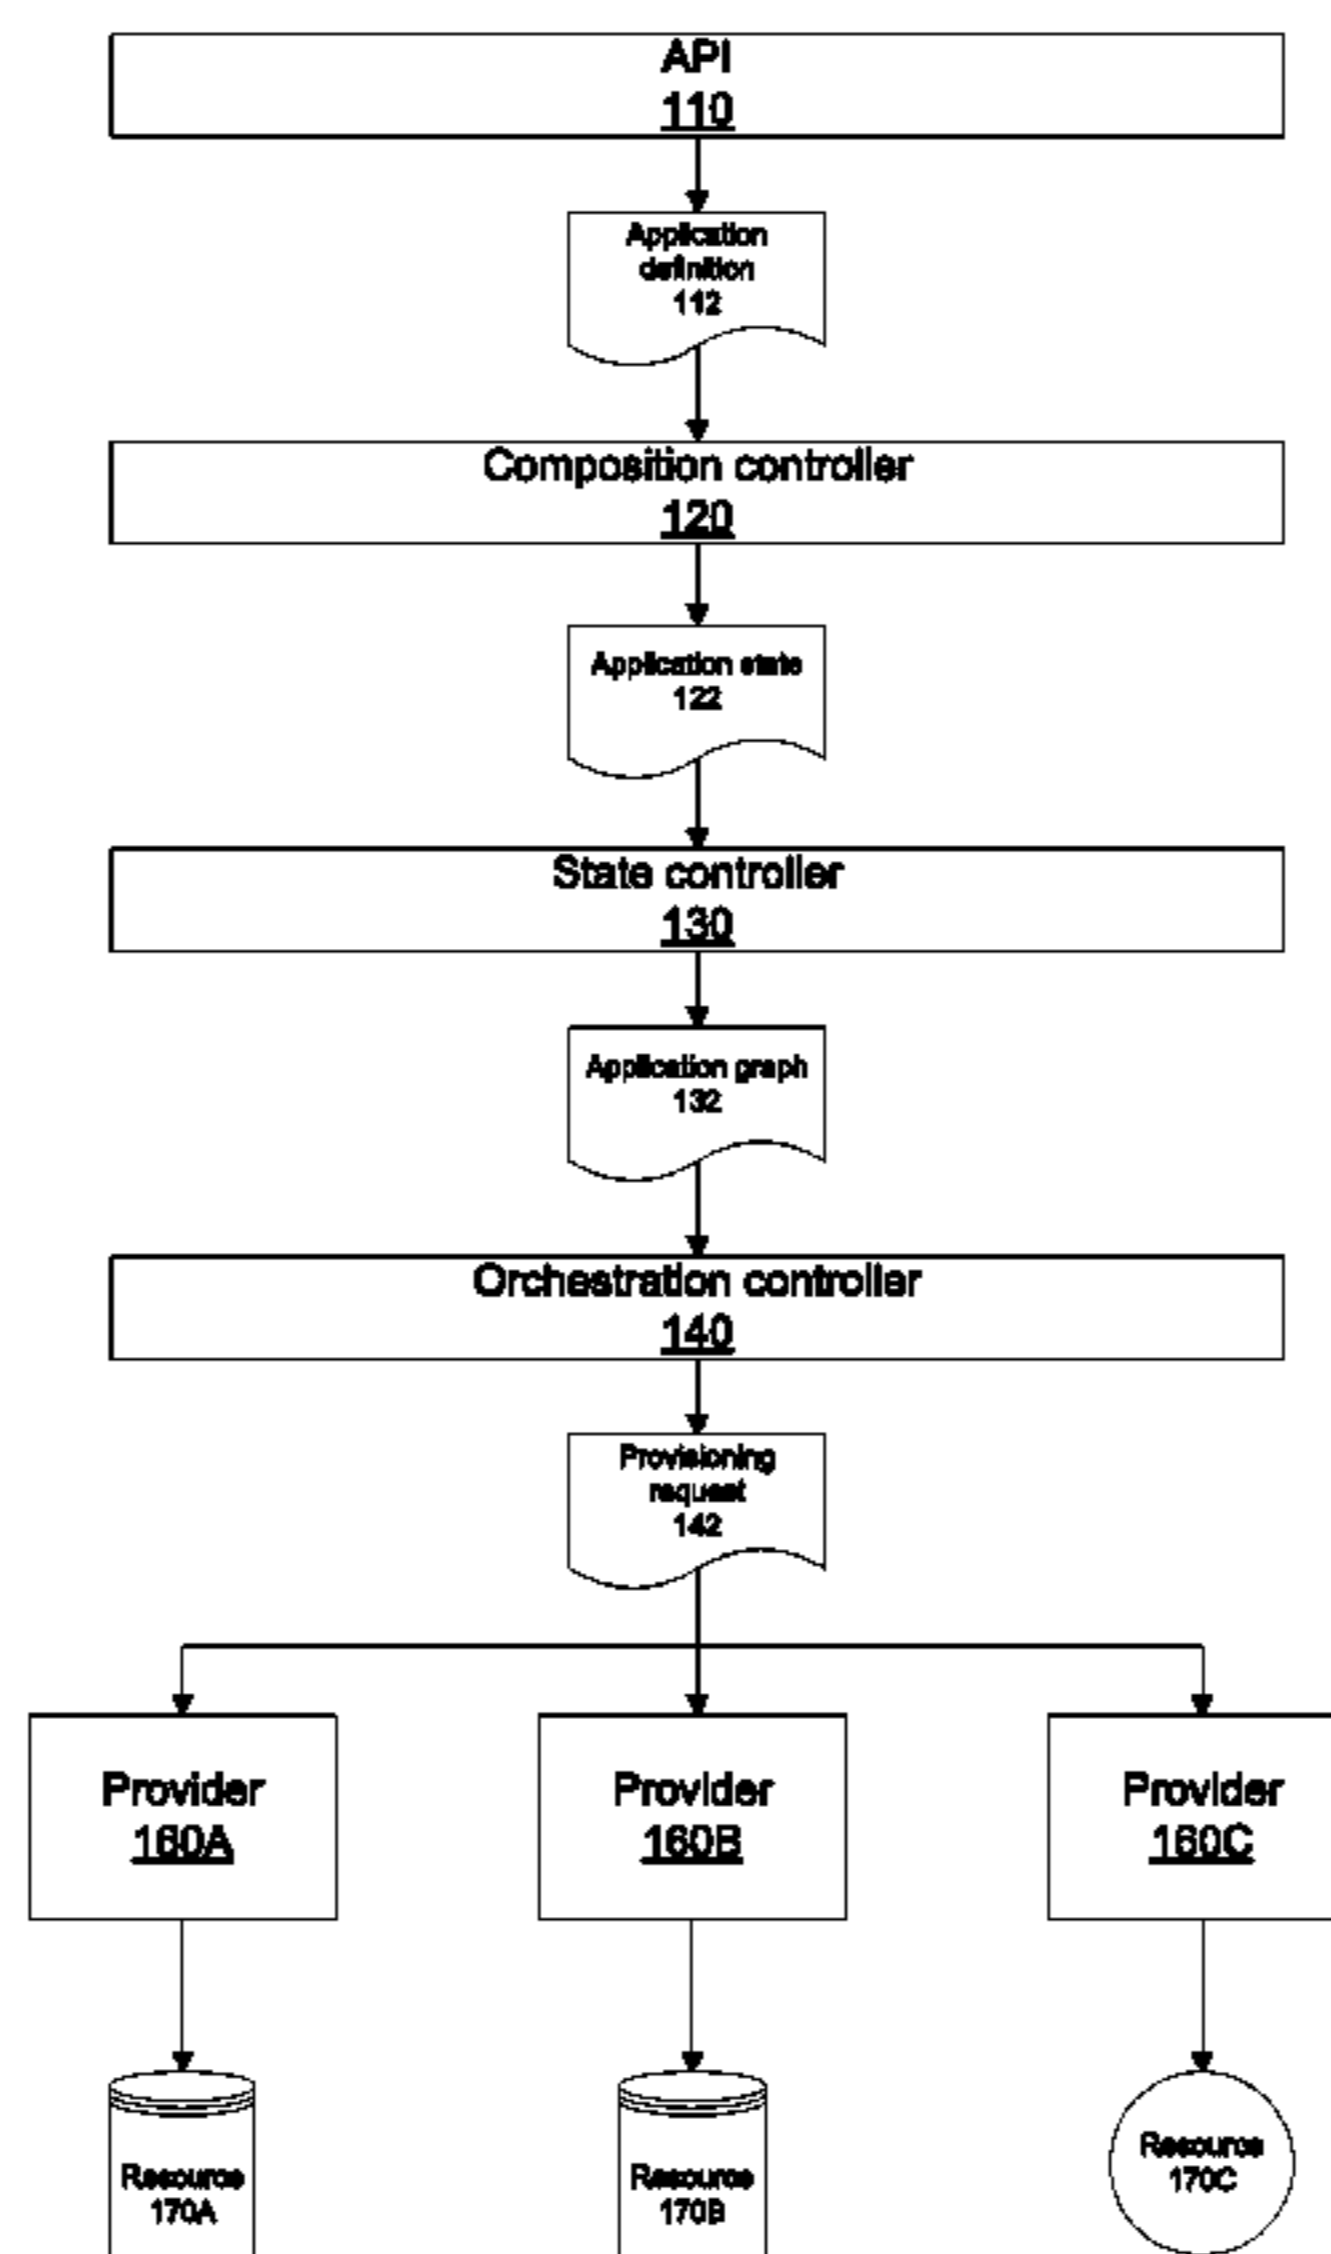 API
110
Application
definition
112
Composition controller
120
Application state
122
State controller
130
Application graph
132
Orchestration controller
140
Provisioning
request
142
Provider
160A
Provider
160B
Provider
160C
Resource
170A
Resource
170B
Resource
170C